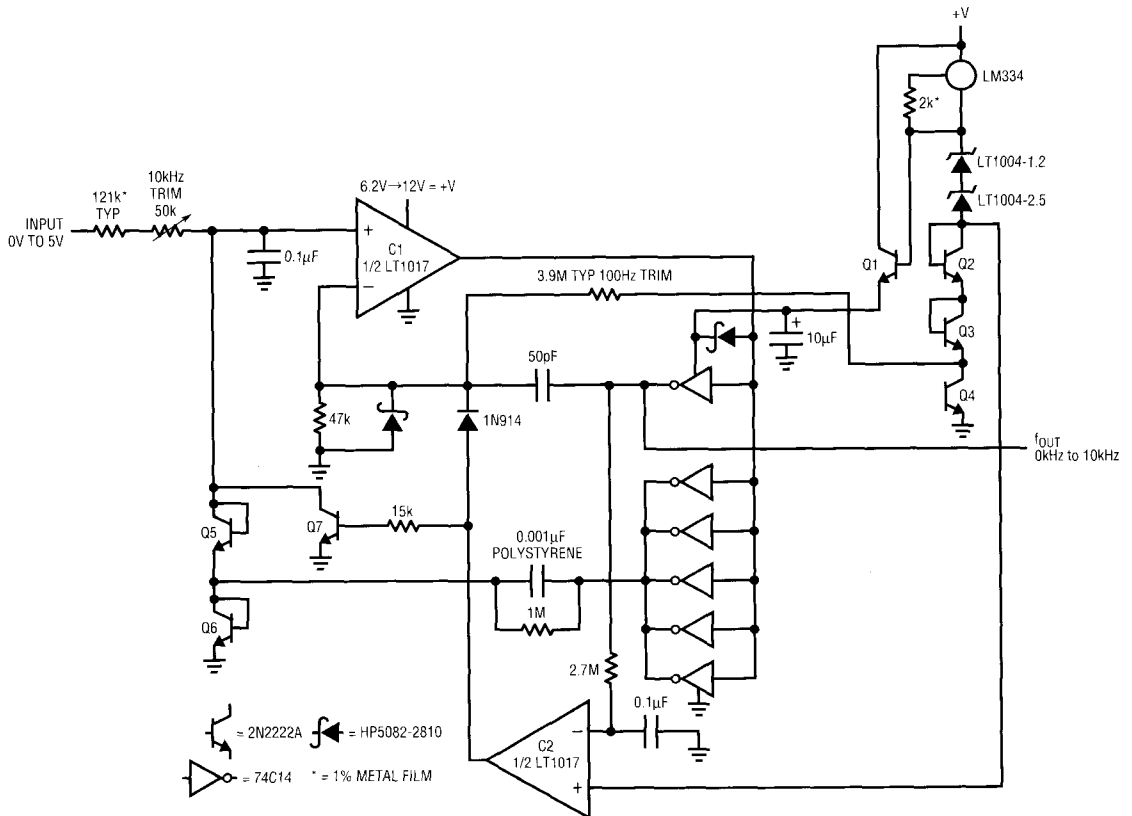 +V
LM334
2k*
LT1004-1.2
LT1004-2.5
10kHz
TRIM
50k
121k*
TYP
INPUT
0V TO 5V
6.2V→12V = +V
+
C1
1/2 LT1017
−
0.1µF
3.9M TYP 100Hz TRIM
Q1
Q2
Q3
Q4
+
10µF
50pF
47k
1N914
fOUT
0kHz to 10kHz
Q5
Q7
15k
0.001µF
POLYSTYRENE
1M
Q6
2.7M
0.1µF
C2
1/2 LT1017
−
+
= 2N2222A
= HP5082-2810
= 74C14
* = 1% METAL FILM